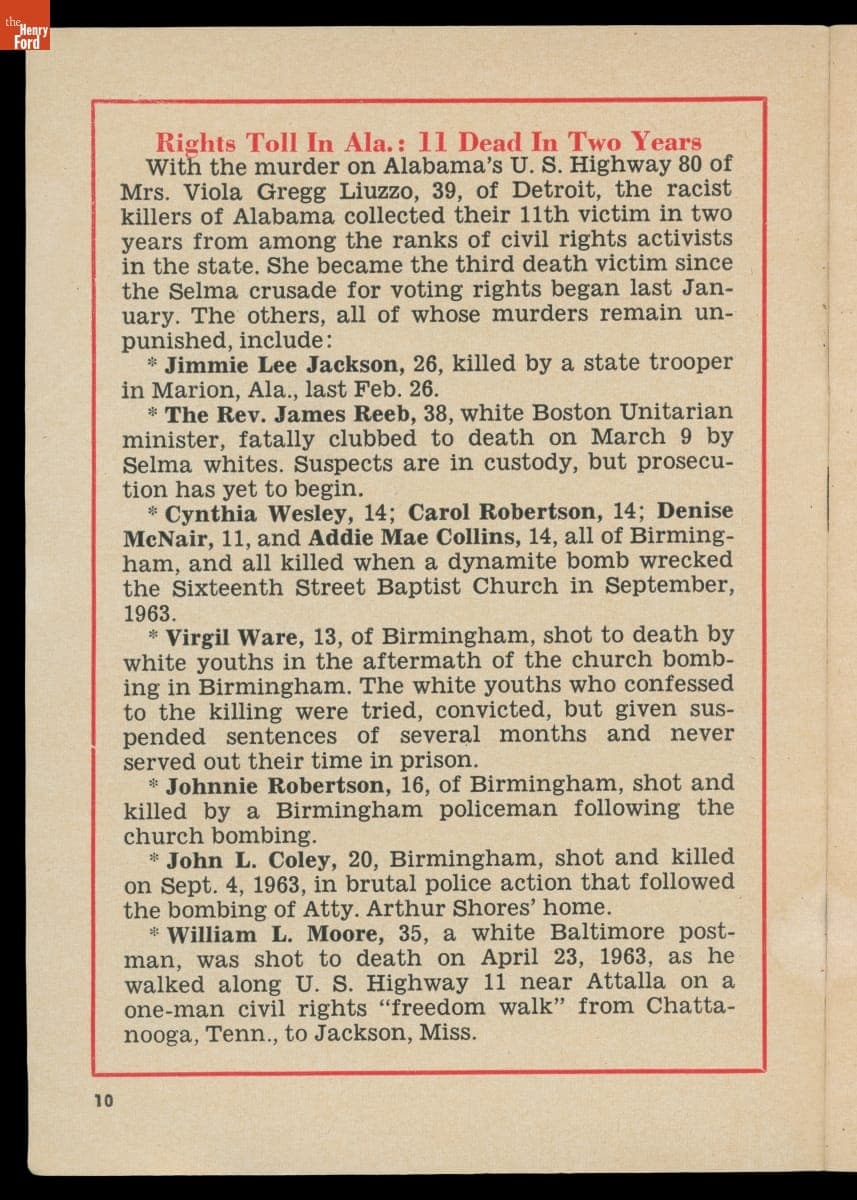 the
Henry
Ford
Rights Toll In Ala.: 11 Dead In Two Years
With the murder on Alabama's U. S. Highway 80 of
Mrs. Viola Gregg Liuzzo, 39, of Detroit, the racist
killers of Alabama collected their 11th victim in two
years from among the ranks of civil rights activists
in the state. She became the third death victim since
the Selma crusade for voting rights began last Jan-
uary. The others, all of whose murders remain un-
punished, include:
* Jimmie Lee Jackson, 26, killed by a state trooper
in Marion, Ala., last Feb. 26.
* The Rev. James Reeb, 38, white Boston Unitarian
minister, fatally clubbed to death on March 9 by
Selma whites. Suspects are in custody, but prosecu-
tion has yet to begin.
* Cynthia Wesley, 14; Carol Robertson, 14; Denise
McNair, 11, and Addie Mae Collins, 14, all of Birming-
ham, and all killed when a dynamite bomb wrecked
the Sixteenth Street Baptist Church in September,
1963.
* Virgil Ware, 13, of Birmingham, shot to death by
white youths in the aftermath of the church bomb-
ing in Birmingham. The white youths who confessed
to the killing were tried, convicted, but given sus-
pended sentences of several months and never
served out their time in prison.
* Johnnie Robertson, 16, of Birmingham, shot and
killed by a Birmingham policeman following the
church bombing.
* John L. Coley, 20, Birmingham, shot and killed
on Sept. 4, 1963, in brutal police action that followed
the bombing of Atty. Arthur Shores' home.
* William L. Moore, 35, a white Baltimore post-
man, was shot to death on April 23, 1963, as he
walked along U. S. Highway 11 near Attalla on a
one-man civil rights "freedom walk" from Chatta-
nooga, Tenn., to Jackson, Miss.
10